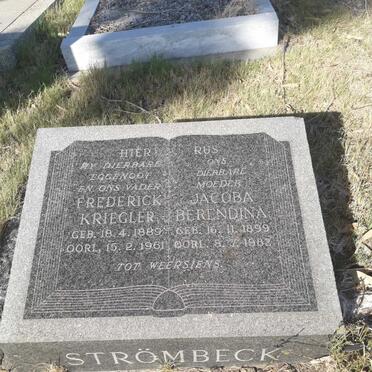 HIER RUS
MY DIERBARE
EGGENOOT
EN ONS VADER
FREDERICK
KRIEGLER
GEB. 18.4.1889
OORL. 15.2.1961
ONS
DIERBARE
MOEDER
JACOBA
BERENDINA
GEB. 16.11.1899
OORL. 8.7.1983
TOT WEERSIENS.
STRÖMBECK